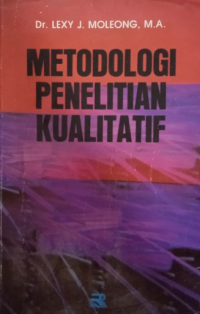 Dr. LEXY J. MOLEONG, M.A.
METODOLOGI
PENELITIAN
KUALITATIF